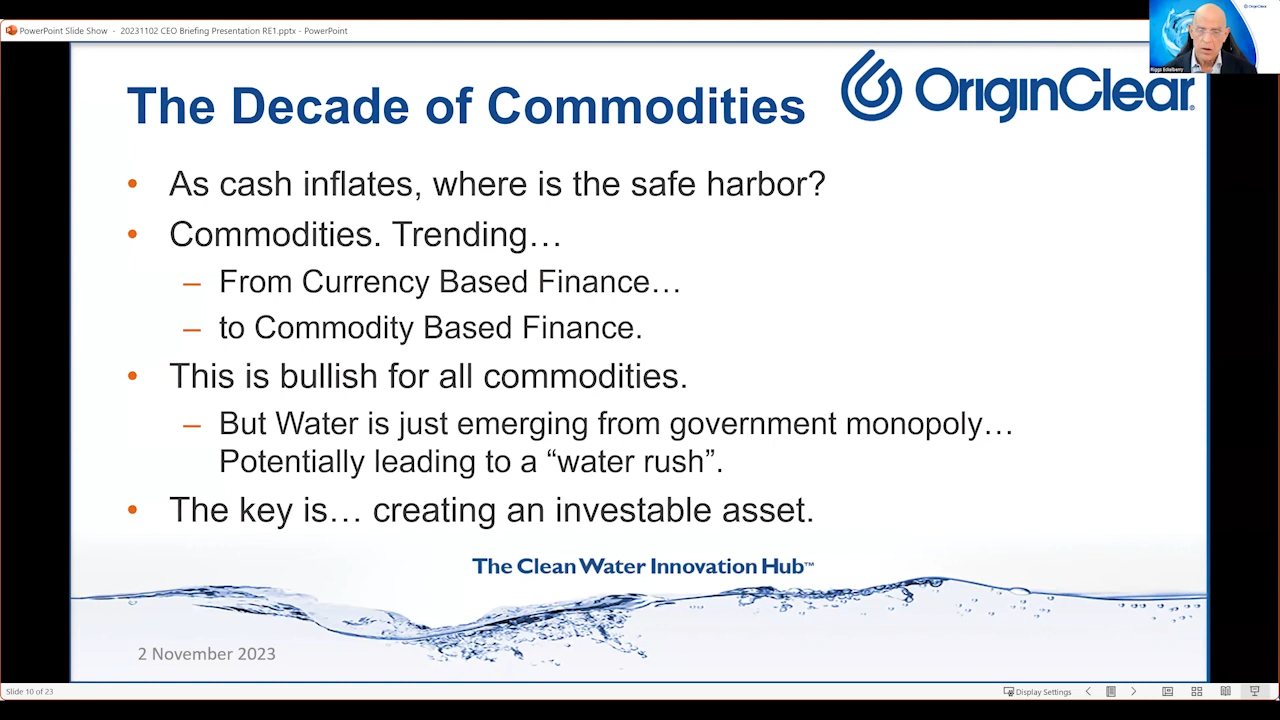 PowerPoint Slide Show - 20231102 CEO Briefing Presentation RE1.pptx - PowerPoint
OriginClear
Riggs Eckelberry
OriginClear®
The Decade of Commodities
• As cash inflates, where is the safe harbor?
• Commodities. Trending…
– From Currency Based Finance…
– to Commodity Based Finance.
• This is bullish for all commodities.
– But Water is just emerging from government monopoly…
Potentially leading to a “water rush”.
• The key is… creating an investable asset.
The Clean Water Innovation Hub™
2 November 2023
Slide 10 of 23
Display Settings